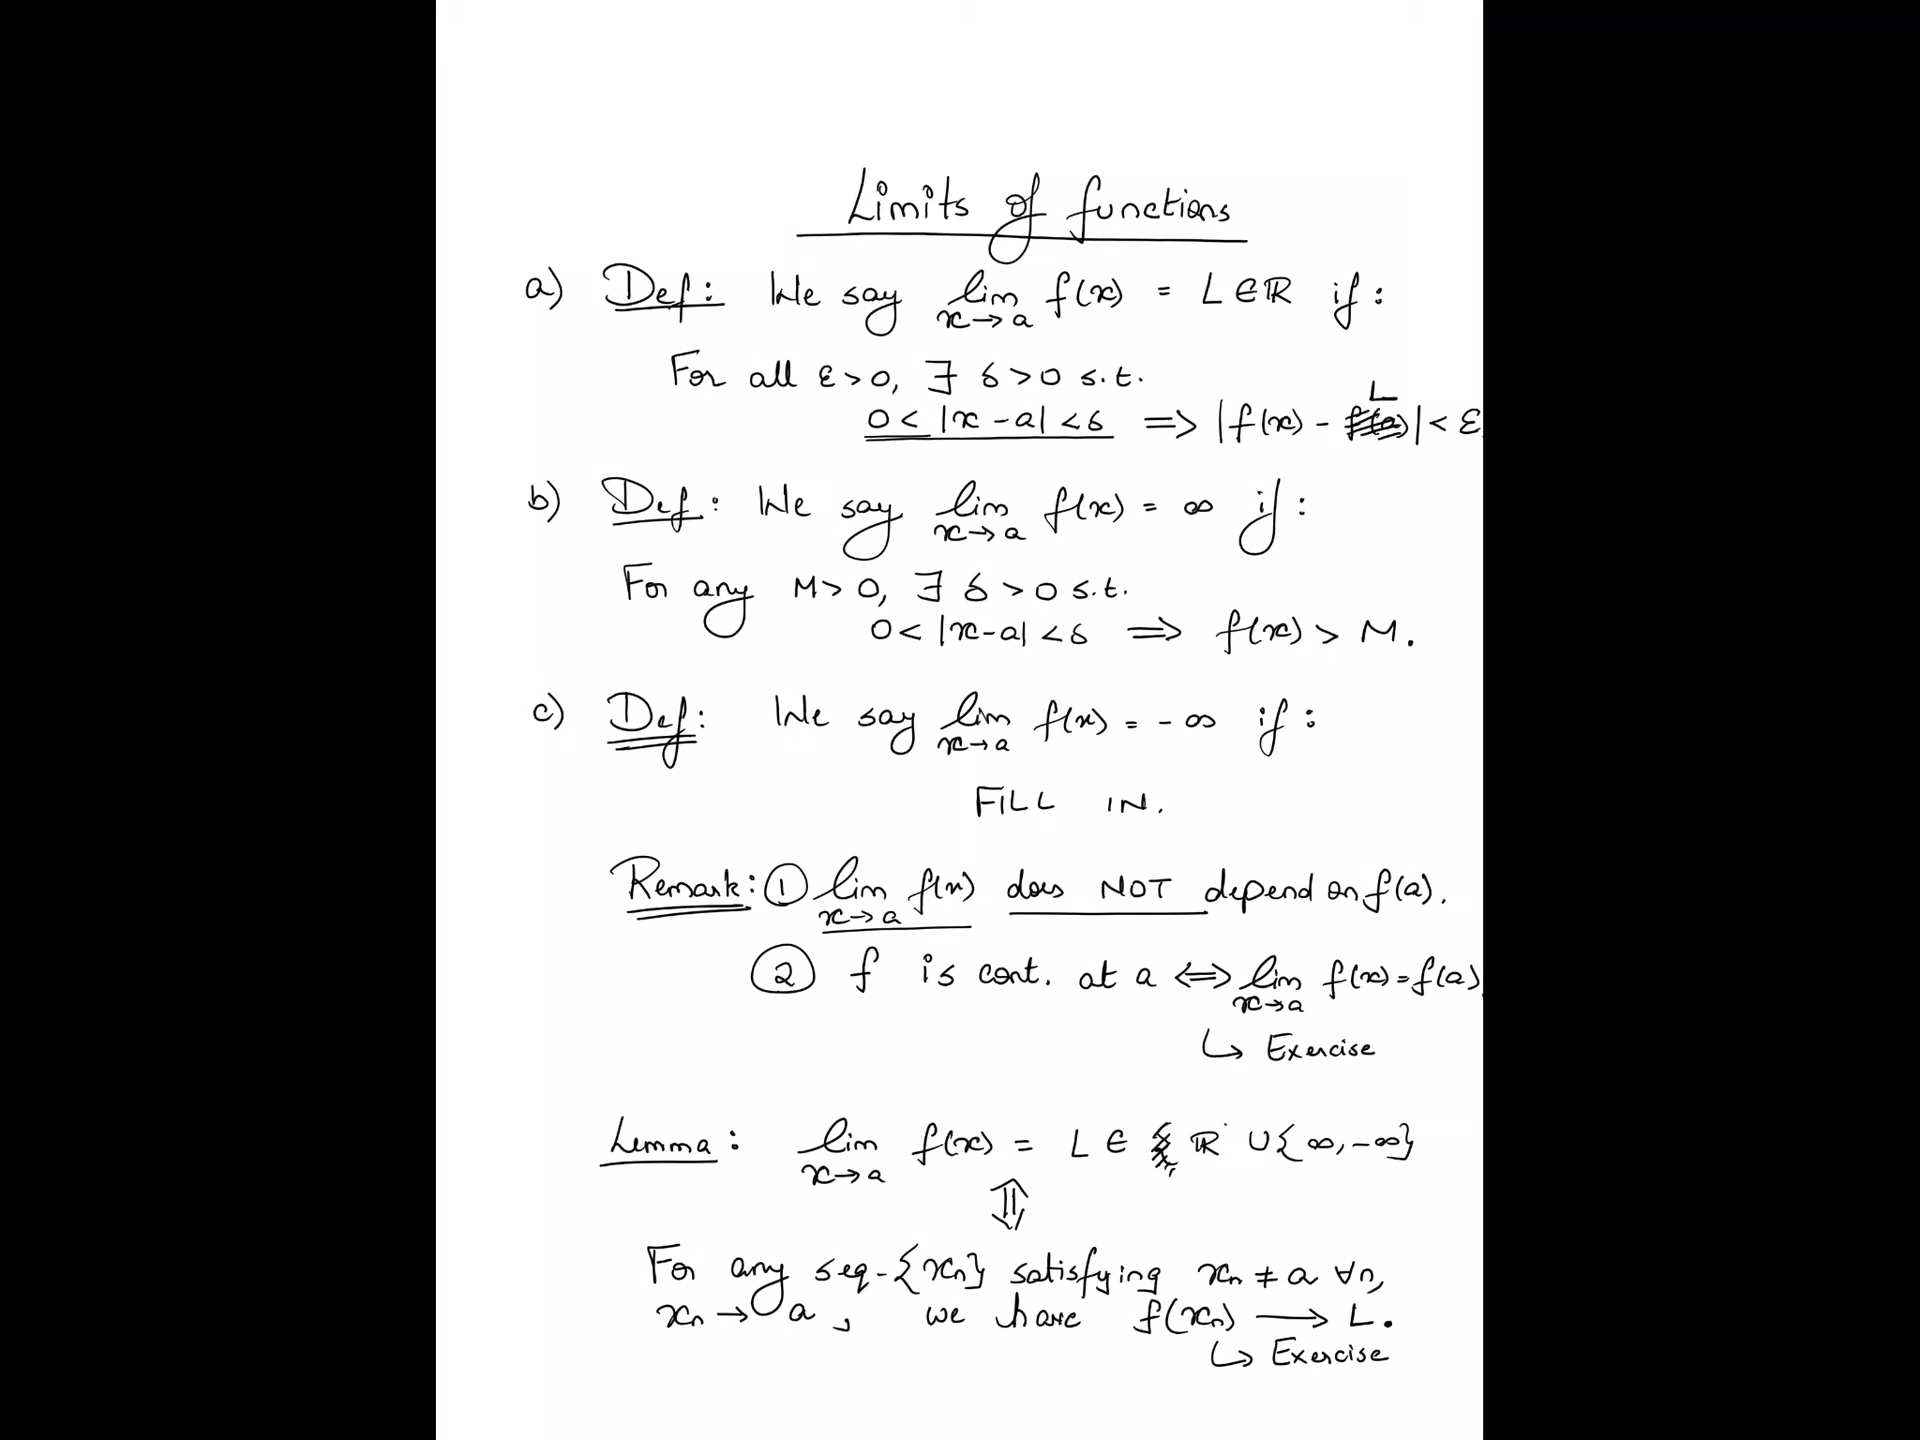 Limits of functions
a) Def: We say lim x→a f(x) = L ∈ ℝ if :
For all ε > 0, ∃ δ > 0 s.t.
L
0 < |x - a| < δ ⟹ |f(x) - f(a)| < ε
b) Def: We say lim x→a f(x) = ∞ if :
For any M > 0, ∃ δ > 0 s.t.
0 < |x - a| < δ ⟹ f(x) > M.
c) Def: We say lim x→a f(x) = - ∞ if :
FILL IN.
Remark: ① lim x→a f(x) does NOT depend on f(a).
② f is cont. at a ⟺ lim x→a f(x) = f(a)
↳ Exercise
Lemma : lim x→a f(x) = L ∈ ℝ ∪ {∞, -∞}
⇕
For any seq. {xn} satisfying xn ≠ a ∀n,
xn → a , we have f(xn) ⟶ L.
↳ Exercise